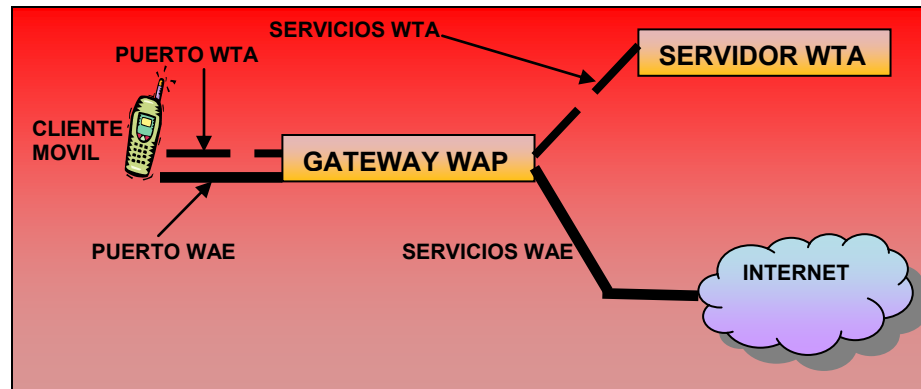 SERVICIOS WTA
PUERTO WTA
SERVIDOR WTA
CLIENTE
MOVIL
GATEWAY WAP
PUERTO WAE
SERVICIOS WAE
INTERNET